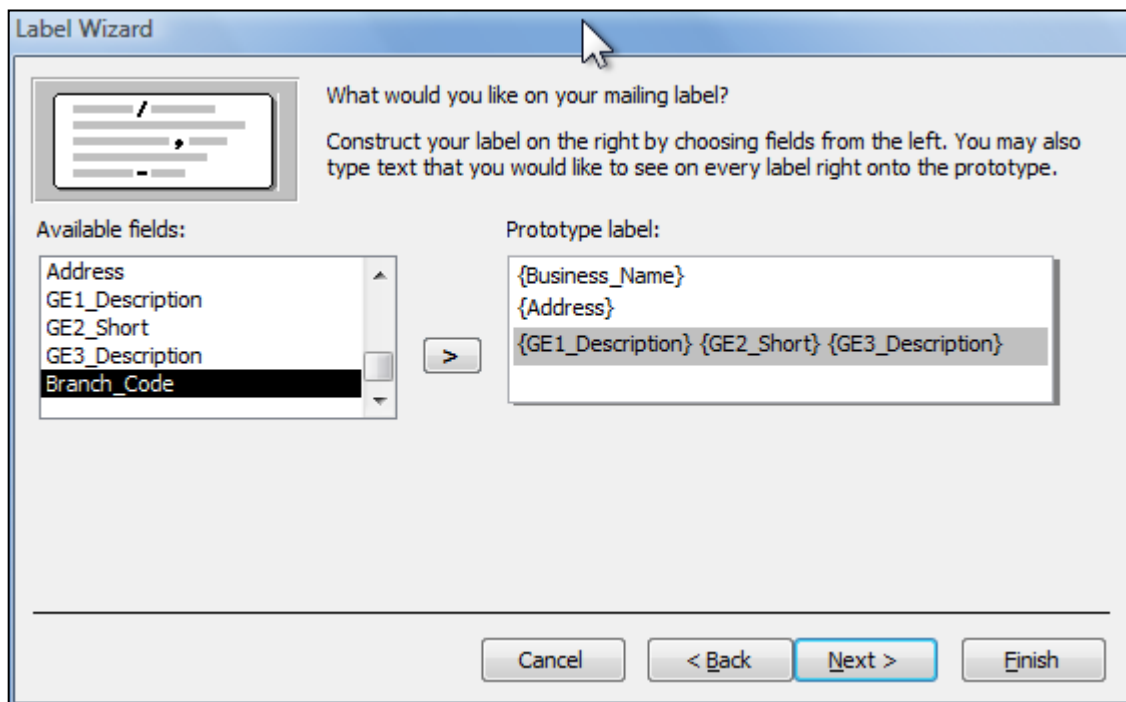 Label Wizard
What would you like on your mailing label?
Construct your label on the right by choosing fields from the left. You may also
type text that you would like to see on every label right onto the prototype.
Available fields:
Address
GE1_Description
GE2_Short
GE3_Description
Branch_Code
>
Prototype label:
{Business_Name}
{Address}
{GE1_Description} {GE2_Short} {GE3_Description}
Cancel
< Back
Next >
Finish